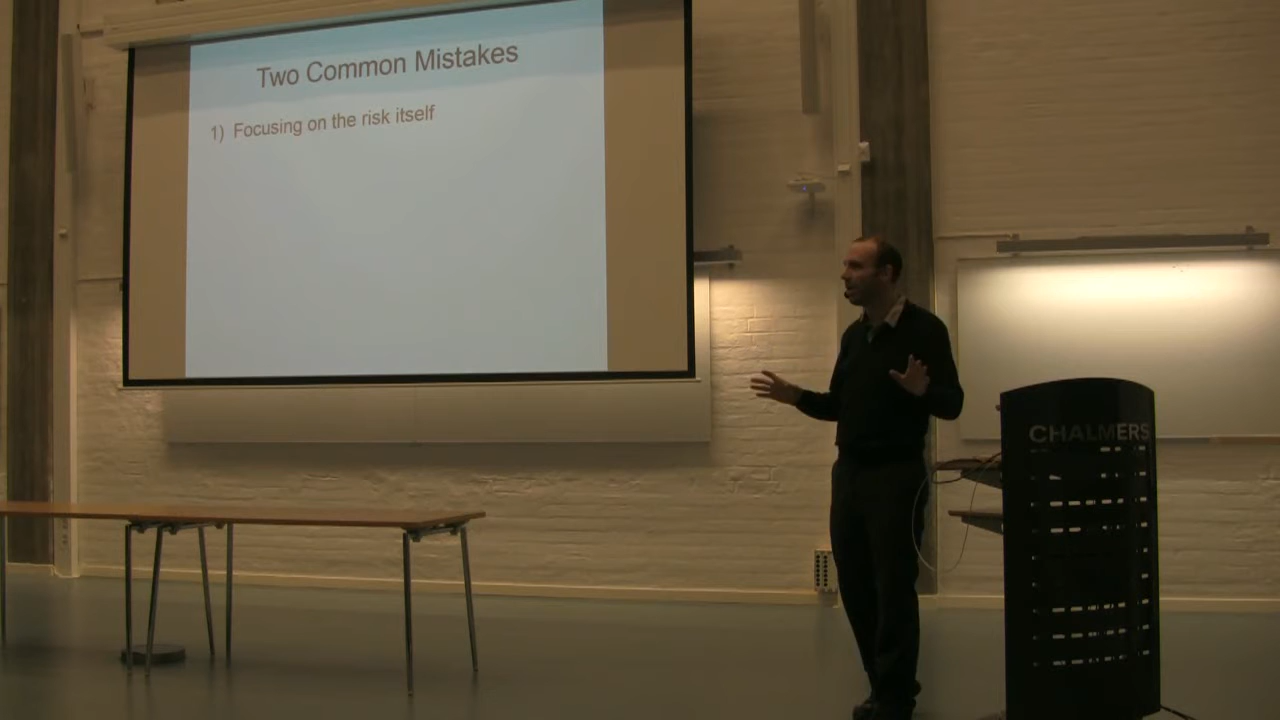 Two Common Mistakes
1) Focusing on the risk itself
CHALMERS